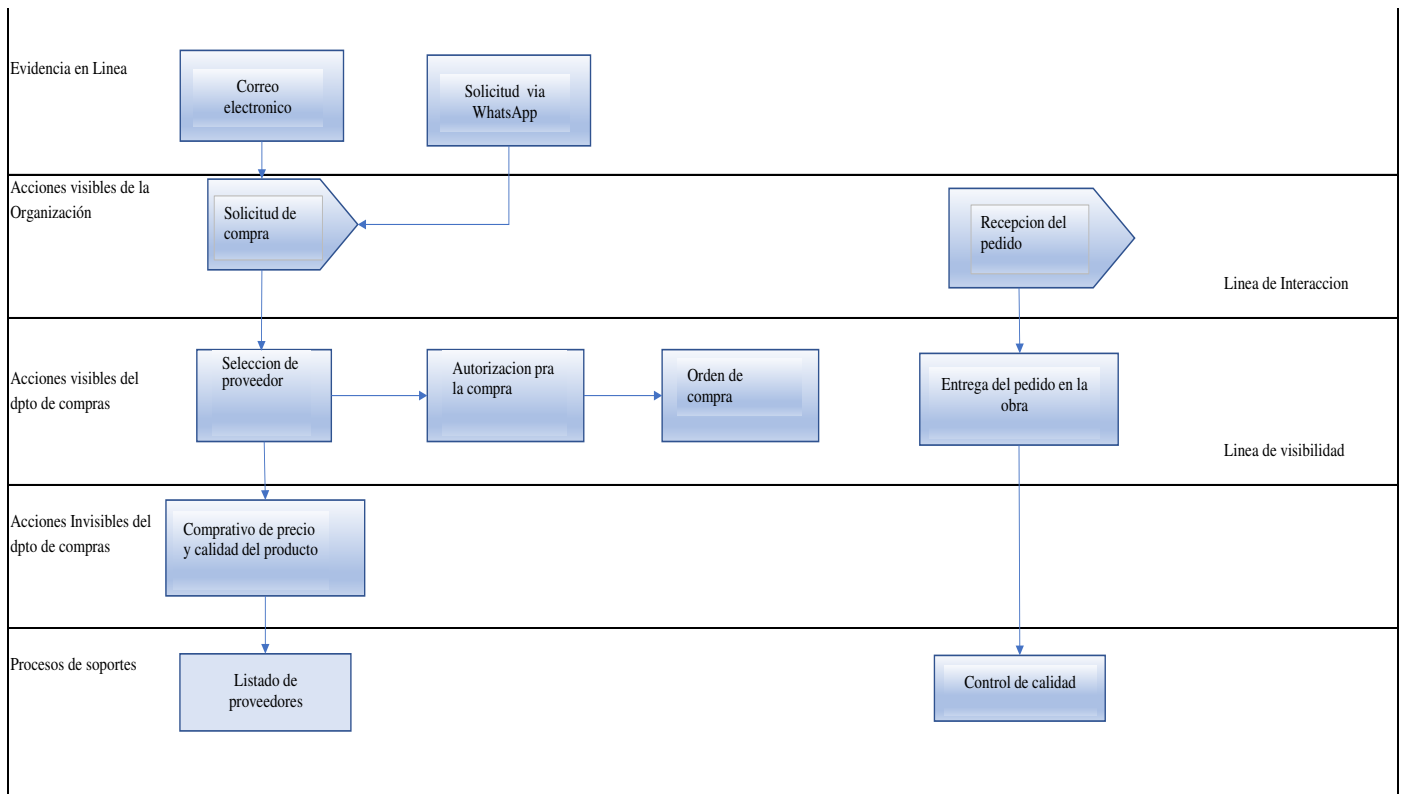 Evidencia en Linea
Correo
electronico
Solicitud via
WhatsApp
Acciones visibles de la
Organización
Solicitud de
compra
Recepcion del
pedido
Linea de Interaccion
Acciones visibles del
dpto de compras
Seleccion de
proveedor
Autorizacion pra
la compra
Orden de
compra
Entrega del pedido en la
obra
Linea de visibilidad
Acciones Invisibles del
dpto de compras
Comprativo de precio
y calidad del producto
Procesos de soportes
Listado de
proveedores
Control de calidad